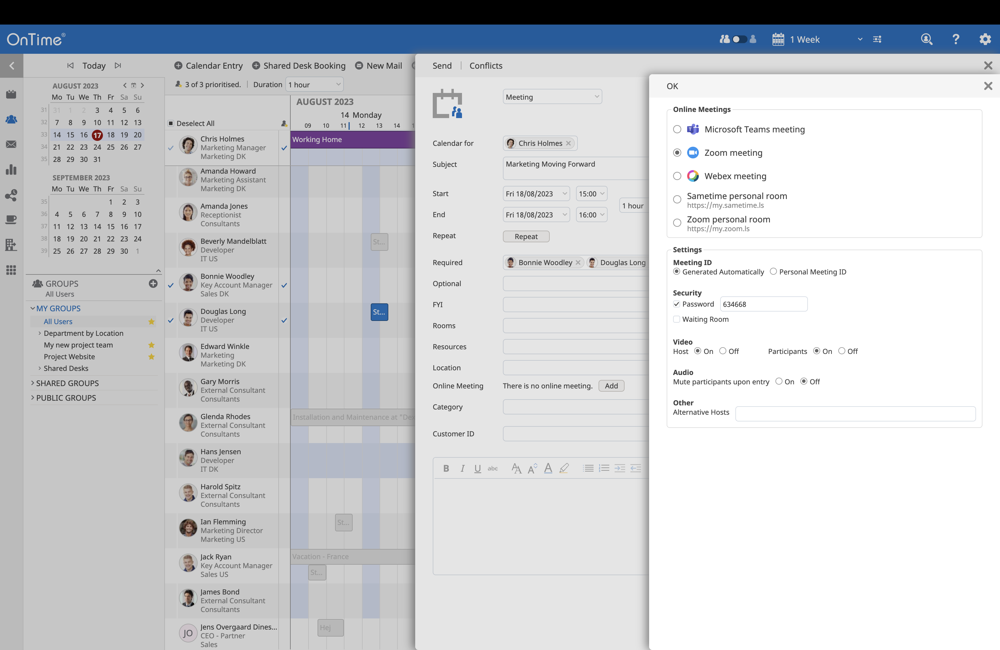 OnTime®
1 Week
?
Today
Calendar Entry
Shared Desk Booking
New Mail
3 of 3 prioritised.
Duration
1 hour
AUGUST 2023
Mo Tu We Th Fr Sa Su
31 31 1 2 3 4 5 6
32 7 8 9 10 11 12 13
33 14 15 16 17 18 19 20
34 21 22 23 24 25 26 27
35 28 29 30 31
SEPTEMBER 2023
Mo Tu We Th Fr Sa Su
35 1 2 3
36 4 5 6 7 8 9 10
37 11 12 13 14 15 16 17
38 18 19 20 21 22 23 24
39 25 26 27 28 29 30 1
GROUPS
All Users
MY GROUPS
All Users
Department by Location
My new project team
Project Website
Shared Desks
SHARED GROUPS
PUBLIC GROUPS
AUGUST 2023
14 Monday
Deselect All
09 10 11 12 13 14 1
Chris Holmes
Marketing Manager
Marketing DK
Working Home
Amanda Howard
Marketing Assistant
Marketing DK
Amanda Jones
Receptionist
Consultants
Beverly Mandelblatt
Developer
IT US
St...
Bonnie Woodley
Key Account Manager
Sales DK
Douglas Long
Developer
IT US
St...
Edward Winkle
Marketing
Marketing DK
Gary Morris
External Consultant
Consultants
Glenda Rhodes
External Consultant
Consultants
Installation and Maintenance at "Dex
Hans Jensen
Developer
IT DK
Harold Spitz
External Consultant
Consultants
Ian Flemming
Marketing Director
Marketing US
St...
Jack Ryan
Key Account Manager
Sales US
Vacation - France
St...
James Bond
External Consultant
Consultants
JO
Jens Overgaard Dines...
CEO - Partner
Sales
Hej
Send | Conflicts
Meeting
Calendar for
Chris Holmes
Subject
Marketing Moving Forward
Start
Fri 18/08/2023
15:00
1 hour
End
Fri 18/08/2023
16:00
Repeat
Repeat
Required
Bonnie Woodley
Douglas Long
Optional
FYI
Rooms
Resources
Location
Online Meeting
There is no online meeting.
Add
Category
Customer ID
B I U abc
OK
Online Meetings
Microsoft Teams meeting
Zoom meeting
Webex meeting
Sametime personal room
https://my.sametime.ls
Zoom personal room
https://my.zoom.ls
Settings
Meeting ID
Generated Automatically
Personal Meeting ID
Security
Password
634668
Waiting Room
Video
Host On Off
Participants On Off
Audio
Mute participants upon entry On Off
Other
Alternative Hosts